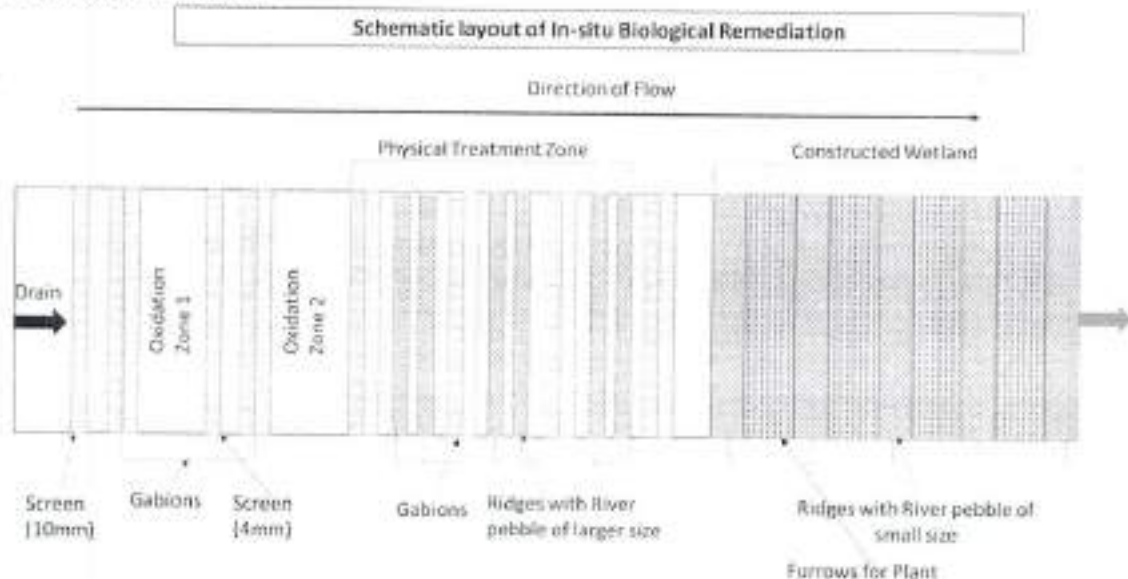 Schematic layout of In-situ Biological Remediation
Direction of Flow
Physical Treatment Zone
Constructed Wetland
Drain
Oxidation
Zone 1
Oxidation
Zone 2
Screen
(10mm)
Gabions
Screen
(4mm)
Gabions
Ridges with River
pebble of larger size
Ridges with River pebble of
small size
Furrows for Plant